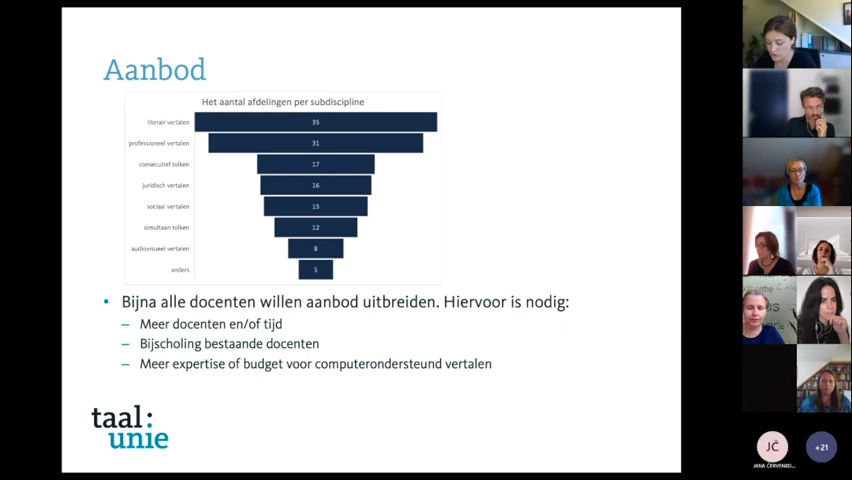 Aanbod
Het aantal afdelingen per subdiscipline
literair vertalen 35
professioneel vertalen 31
consecutief tolken 17
juridisch vertalen 16
sociaal vertalen 15
simultaan tolken 12
audiovisueel vertalen 8
anders 5
• Bijna alle docenten willen aanbod uitbreiden. Hiervoor is nodig:
– Meer docenten en/of tijd
– Bijscholing bestaande docenten
– Meer expertise of budget voor computerondersteund vertalen
taal:
unie
JČ
+21